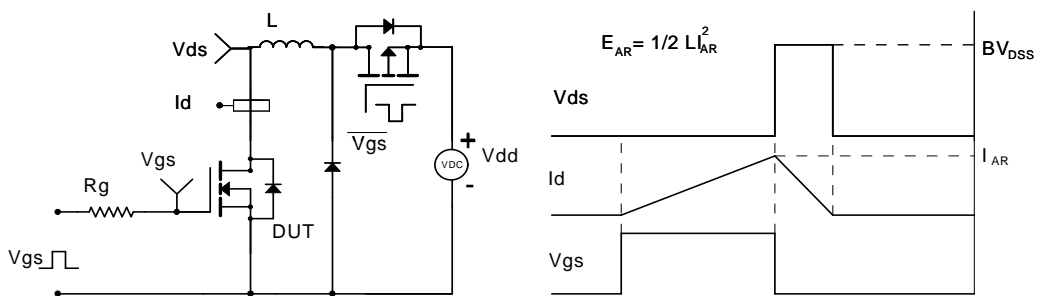 L
Vds
Id
Vgs
Vgs
Rg
DUT
Vgs
+
VDC
-
Vdd
E_AR= 1/2 LI²_AR
BV_DSS
Vds
I_AR
Id
Vgs